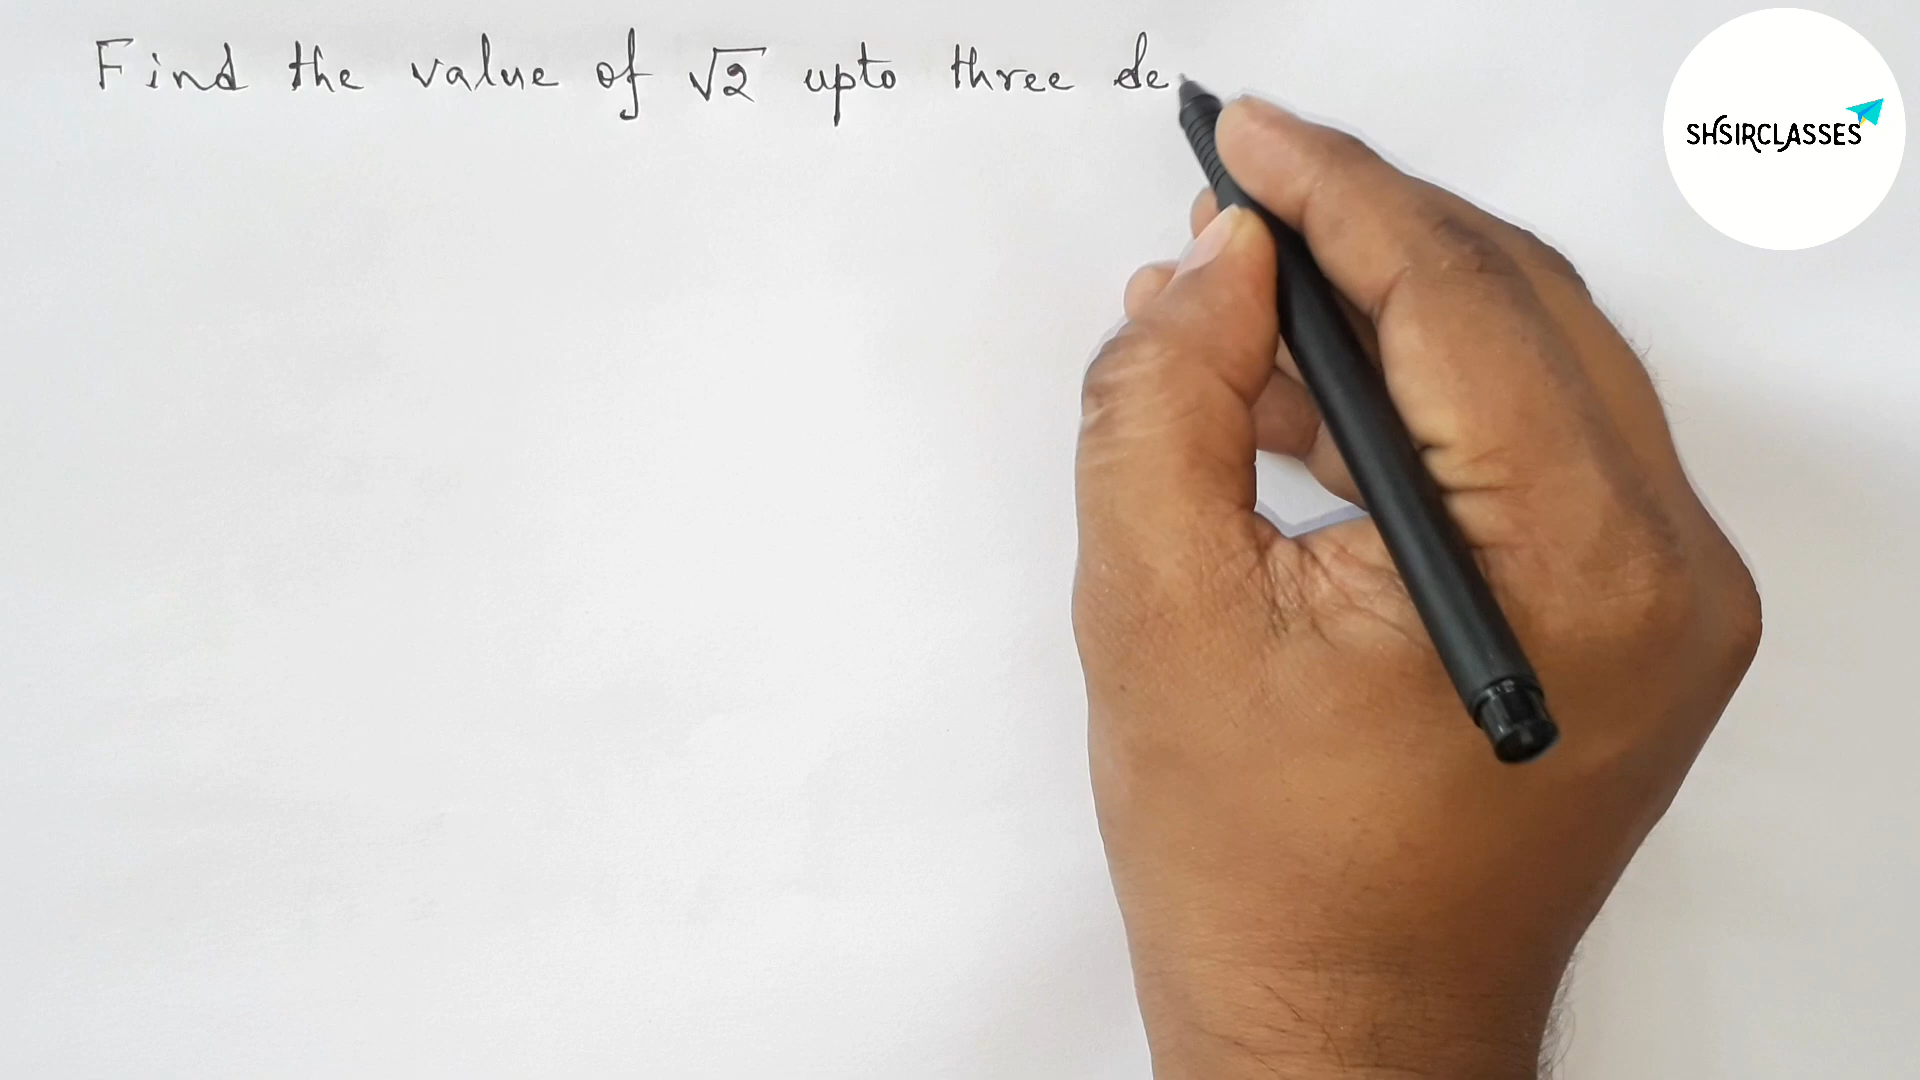 Find the value of √2 upto three de
SHSIRCLASSES